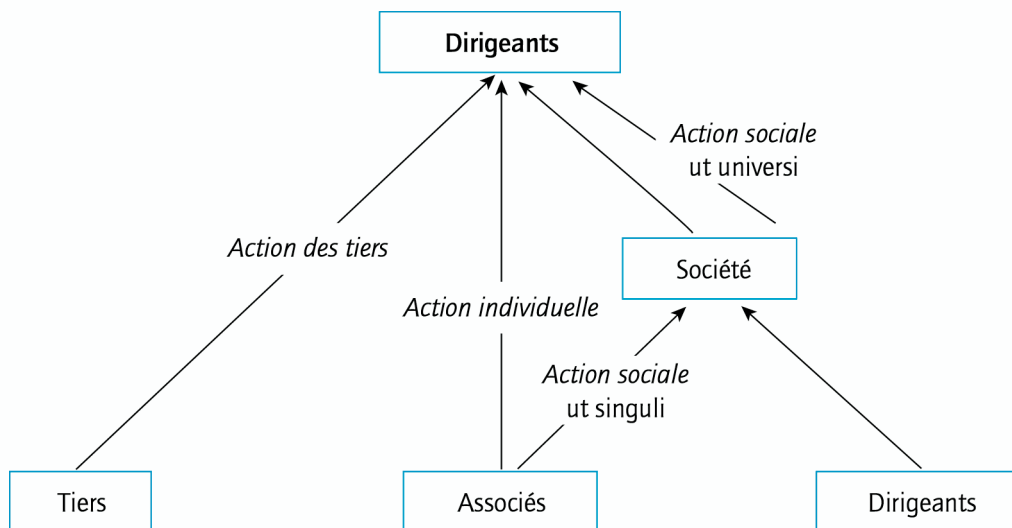 Dirigeants
Action sociale
ut universi
Action des tiers
Société
Action individuelle
Action sociale
ut singuli
Tiers
Associés
Dirigeants